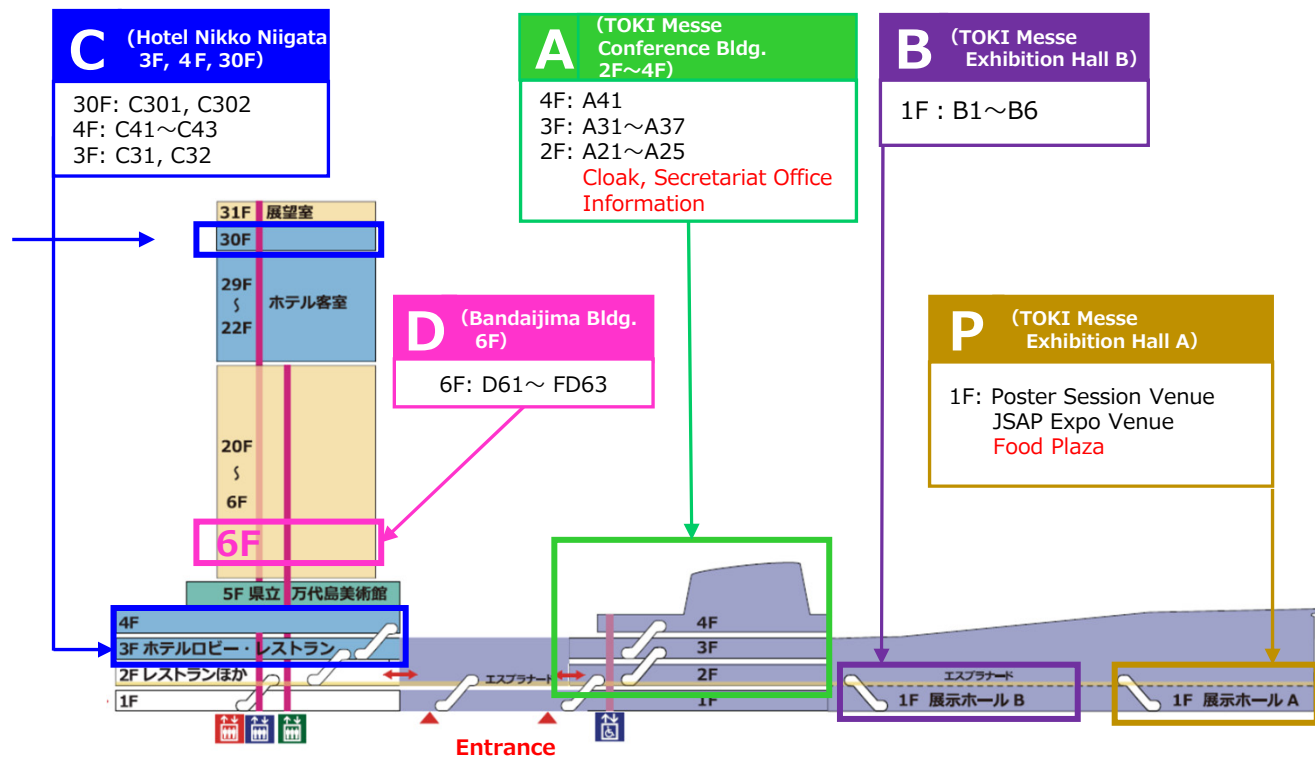 C (Hotel Nikko Niigata
3F, ４F, 30F)
30F: C301, C302
4F: C41～C43
3F: C31, C32
A (TOKI Messe
Conference Bldg.
2F～4F)
4F: A41
3F: A31～A37
2F: A21～A25
Cloak, Secretariat Office
Information
B (TOKI Messe
Exhibition Hall B)
1F : B1～B6
D (Bandaijima Bldg.
6F)
6F: D61～ FD63
P (TOKI Messe
Exhibition Hall A)
1F: Poster Session Venue
JSAP Expo Venue
Food Plaza
31F 展望室
30F
29F
～
22F
ホテル客室
20F
～
6F
6F
5F 県立 万代島美術館
4F
3F ホテルロビー・レストラン
2F レストランほか
1F
エスプラナード
4F
3F
2F
1F
エスプラナード
1F 展示ホール B
1F 展示ホール A
Entrance